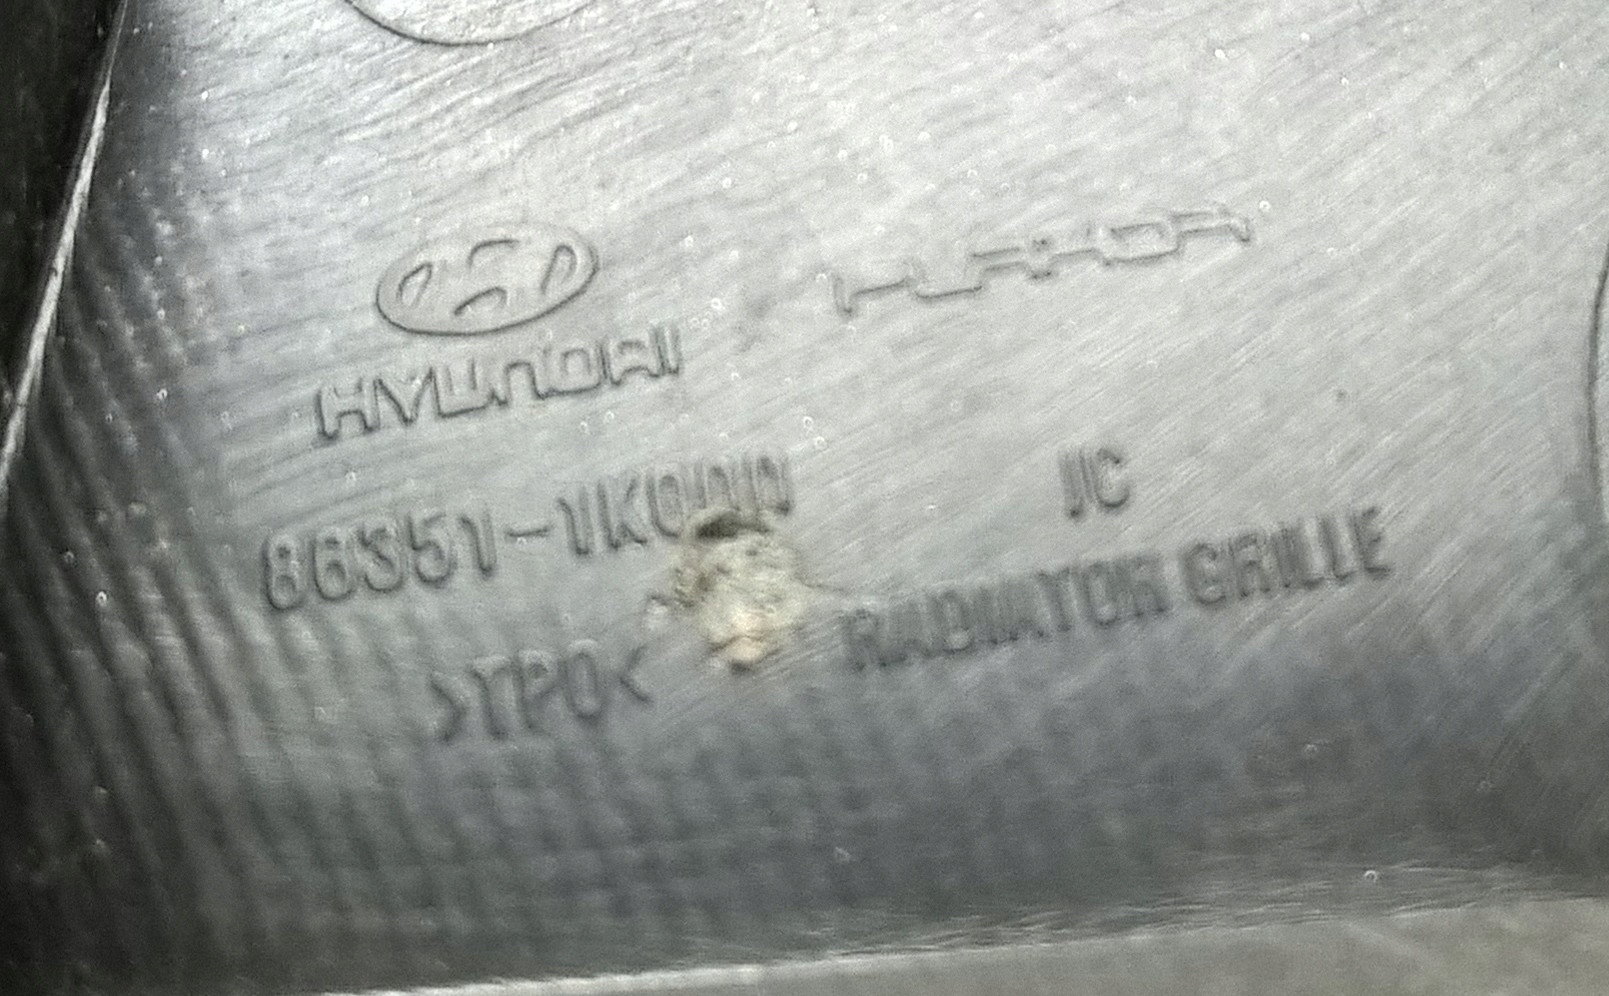 HYUNDAI
86351-1K000
JC
>TPO<
RADIATOR GRILLE